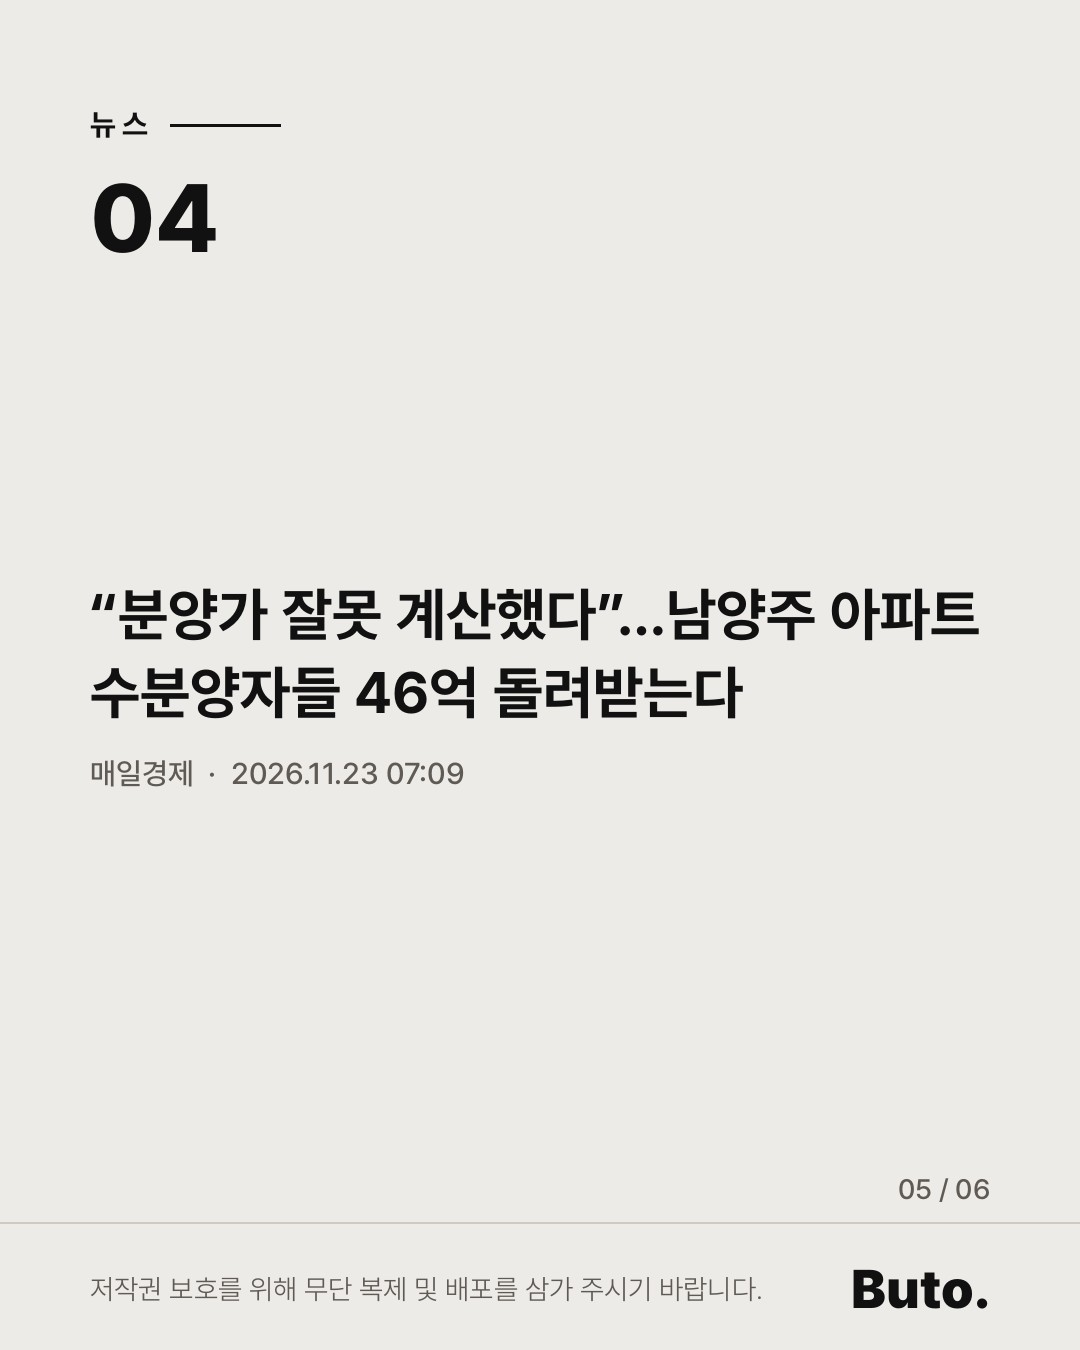 뉴스
04
“분양가 잘못 계산했다”...남양주 아파트
수분양자들 46억 돌려받는다
매일경제 · 2026.11.23 07:09
05 / 06
저작권 보호를 위해 무단 복제 및 배포를 삼가 주시기 바랍니다.
Buto.